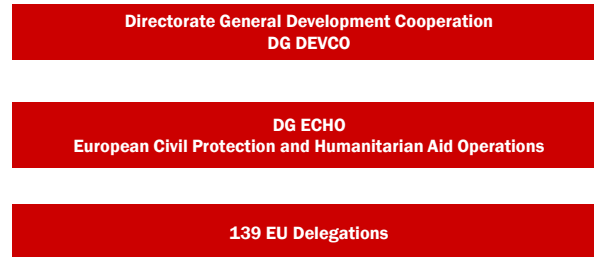 Directorate General Development Cooperation
DG DEVCO
DG ECHO
European Civil Protection and Humanitarian Aid Operations
139 EU Delegations